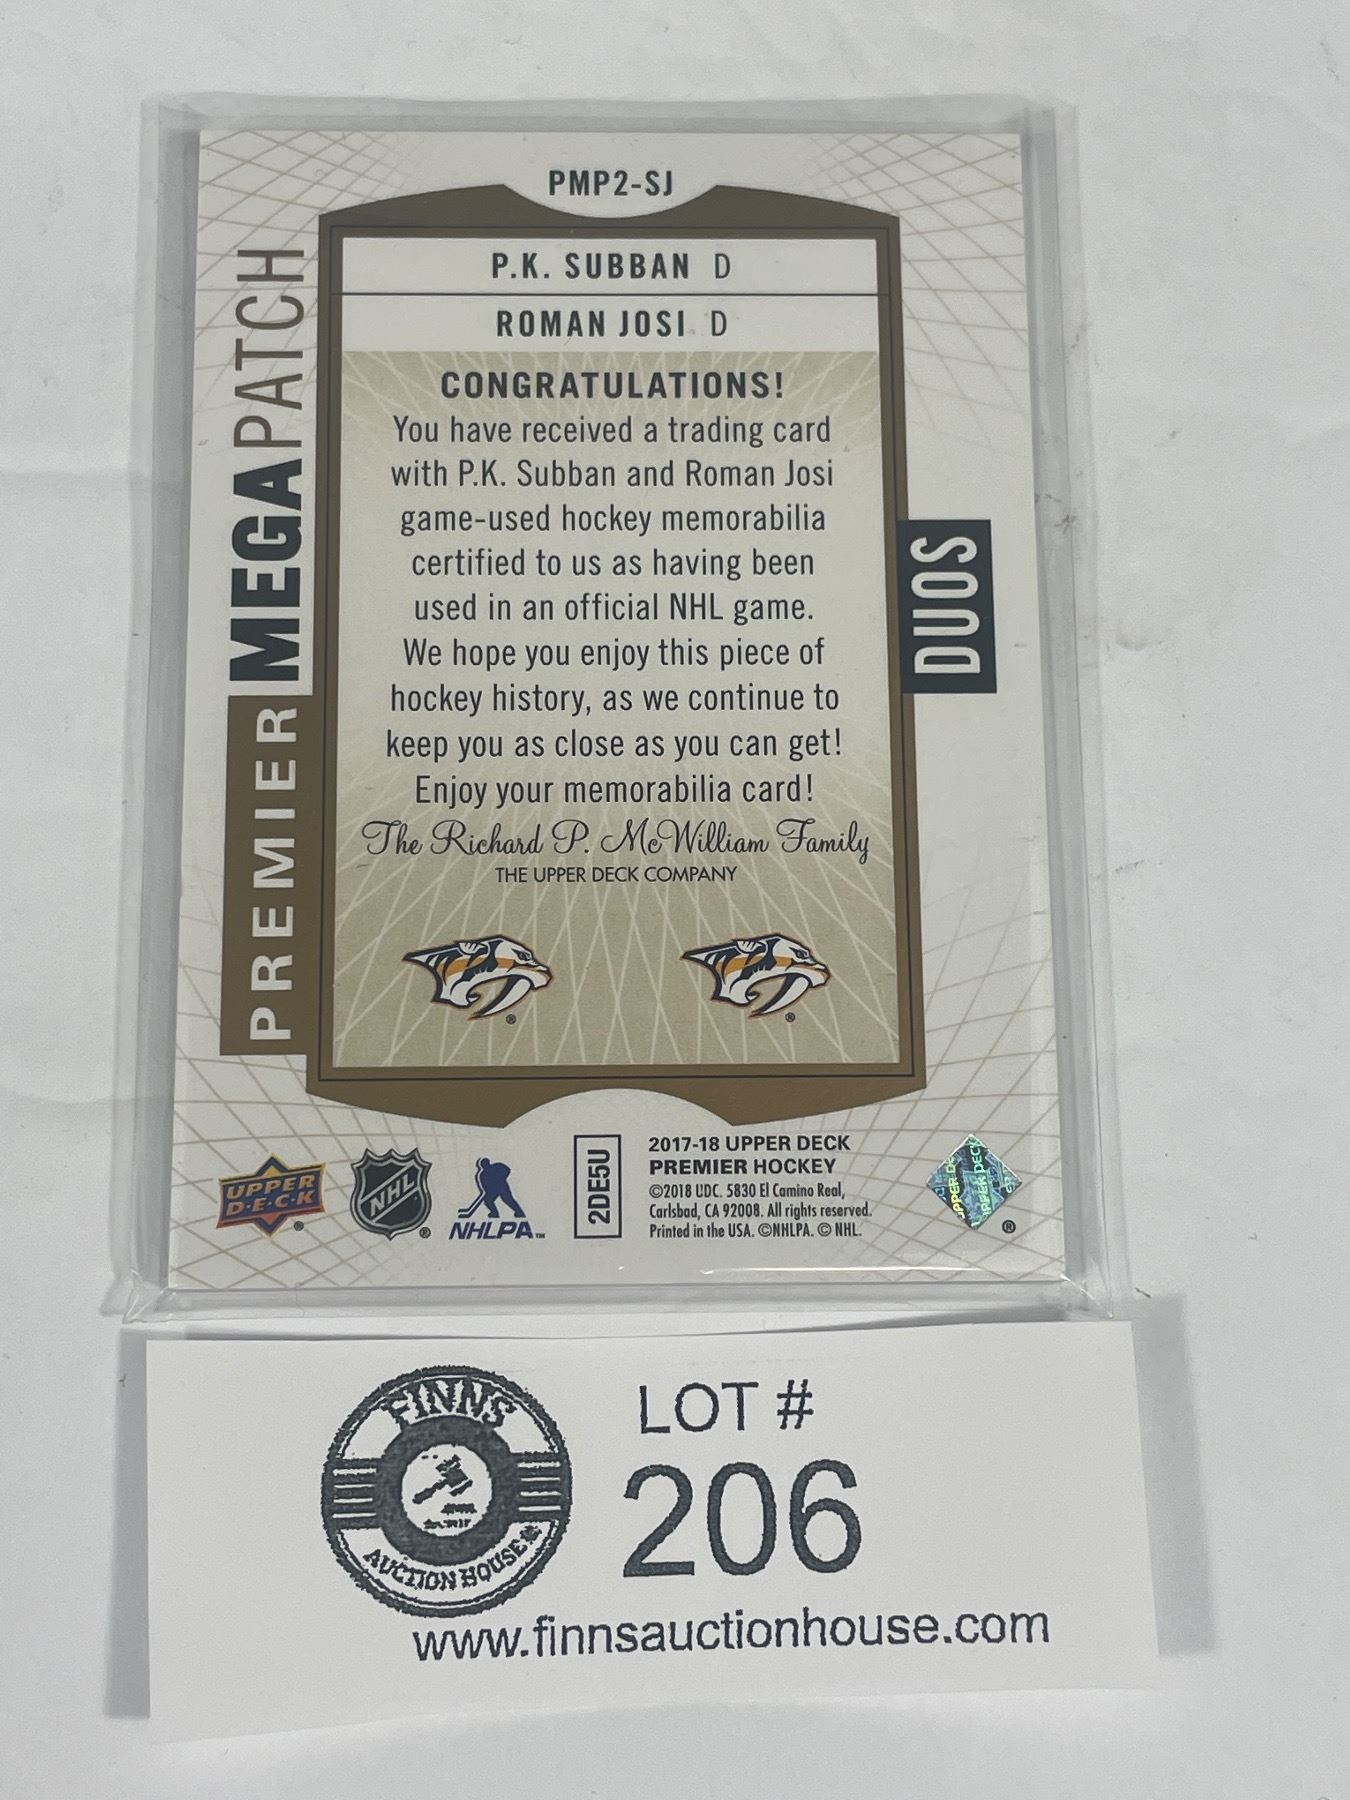 PMP2-SJ
P.K. SUBBAN D
ROMAN JOSI D
PREMIER MEGAPATCH
DUOS
CONGRATULATIONS!
You have received a trading card
with P.K. Subban and Roman Josi
game-used hockey memorabilia
certified to us as having been
used in an official NHL game.
We hope you enjoy this piece of
hockey history, as we continue to
keep you as close as you can get!
Enjoy your memorabilia card!
The Richard P. McWilliam Family
THE UPPER DECK COMPANY
®
®
UPPER
D·E·C·K
®
NHL
®
NHLPA™
2DE5U
2017-18 UPPER DECK
PREMIER HOCKEY
©2018 UDC. 5830 El Camino Real,
Carlsbad, CA 92008. All rights reserved.
Printed in the USA. ©NHLPA. © NHL.
UPPER DECK
®
FINNS
AUCTION HOUSE
LOT #
206
www.finnsauctionhouse.com